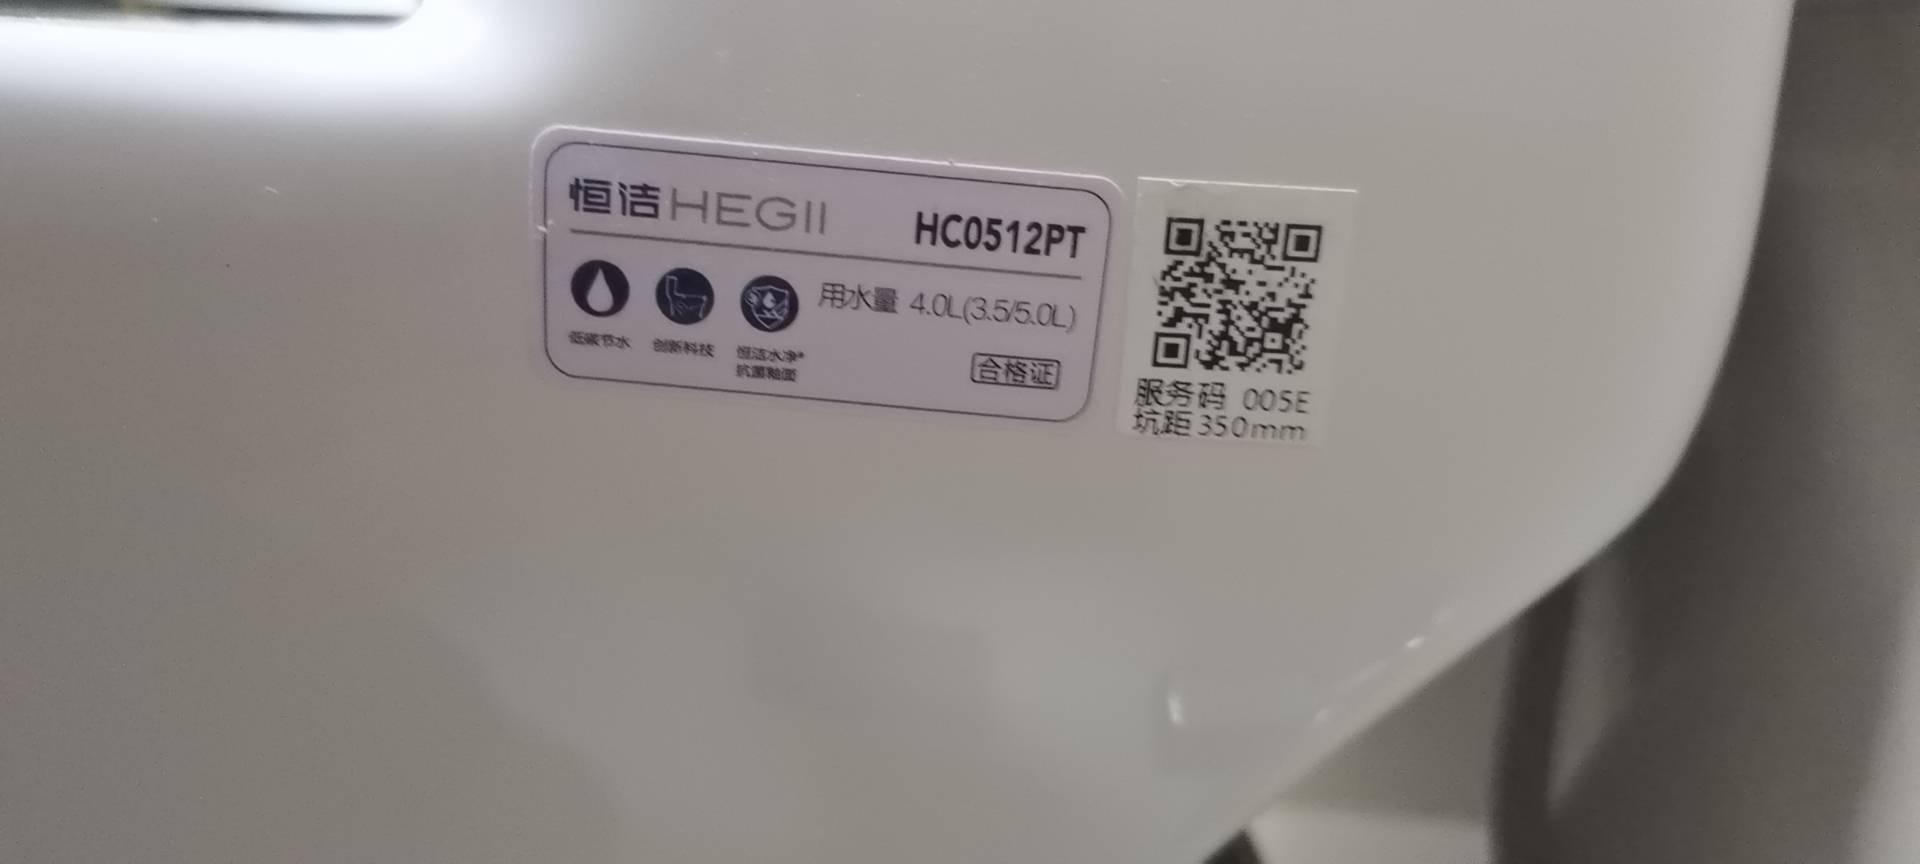 恒洁HEGII HC0512PT
用水量 4.0L(3.5/5.0L)
低碳节水 创新科技 恒洁水净®
抗菌釉面
合格证
服务码 005E
坑距 350mm